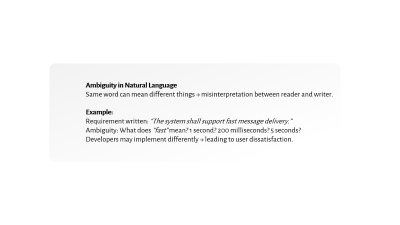 Ambiguity in Natural Language
Same word can mean different things → misinterpretation between reader and writer.
Example:
Requirement written: "The system shall support fast message delivery."
Ambiguity: What does "fast" mean? 1 second? 200 milliseconds? 5 seconds?
Developers may implement differently → leading to user dissatisfaction.